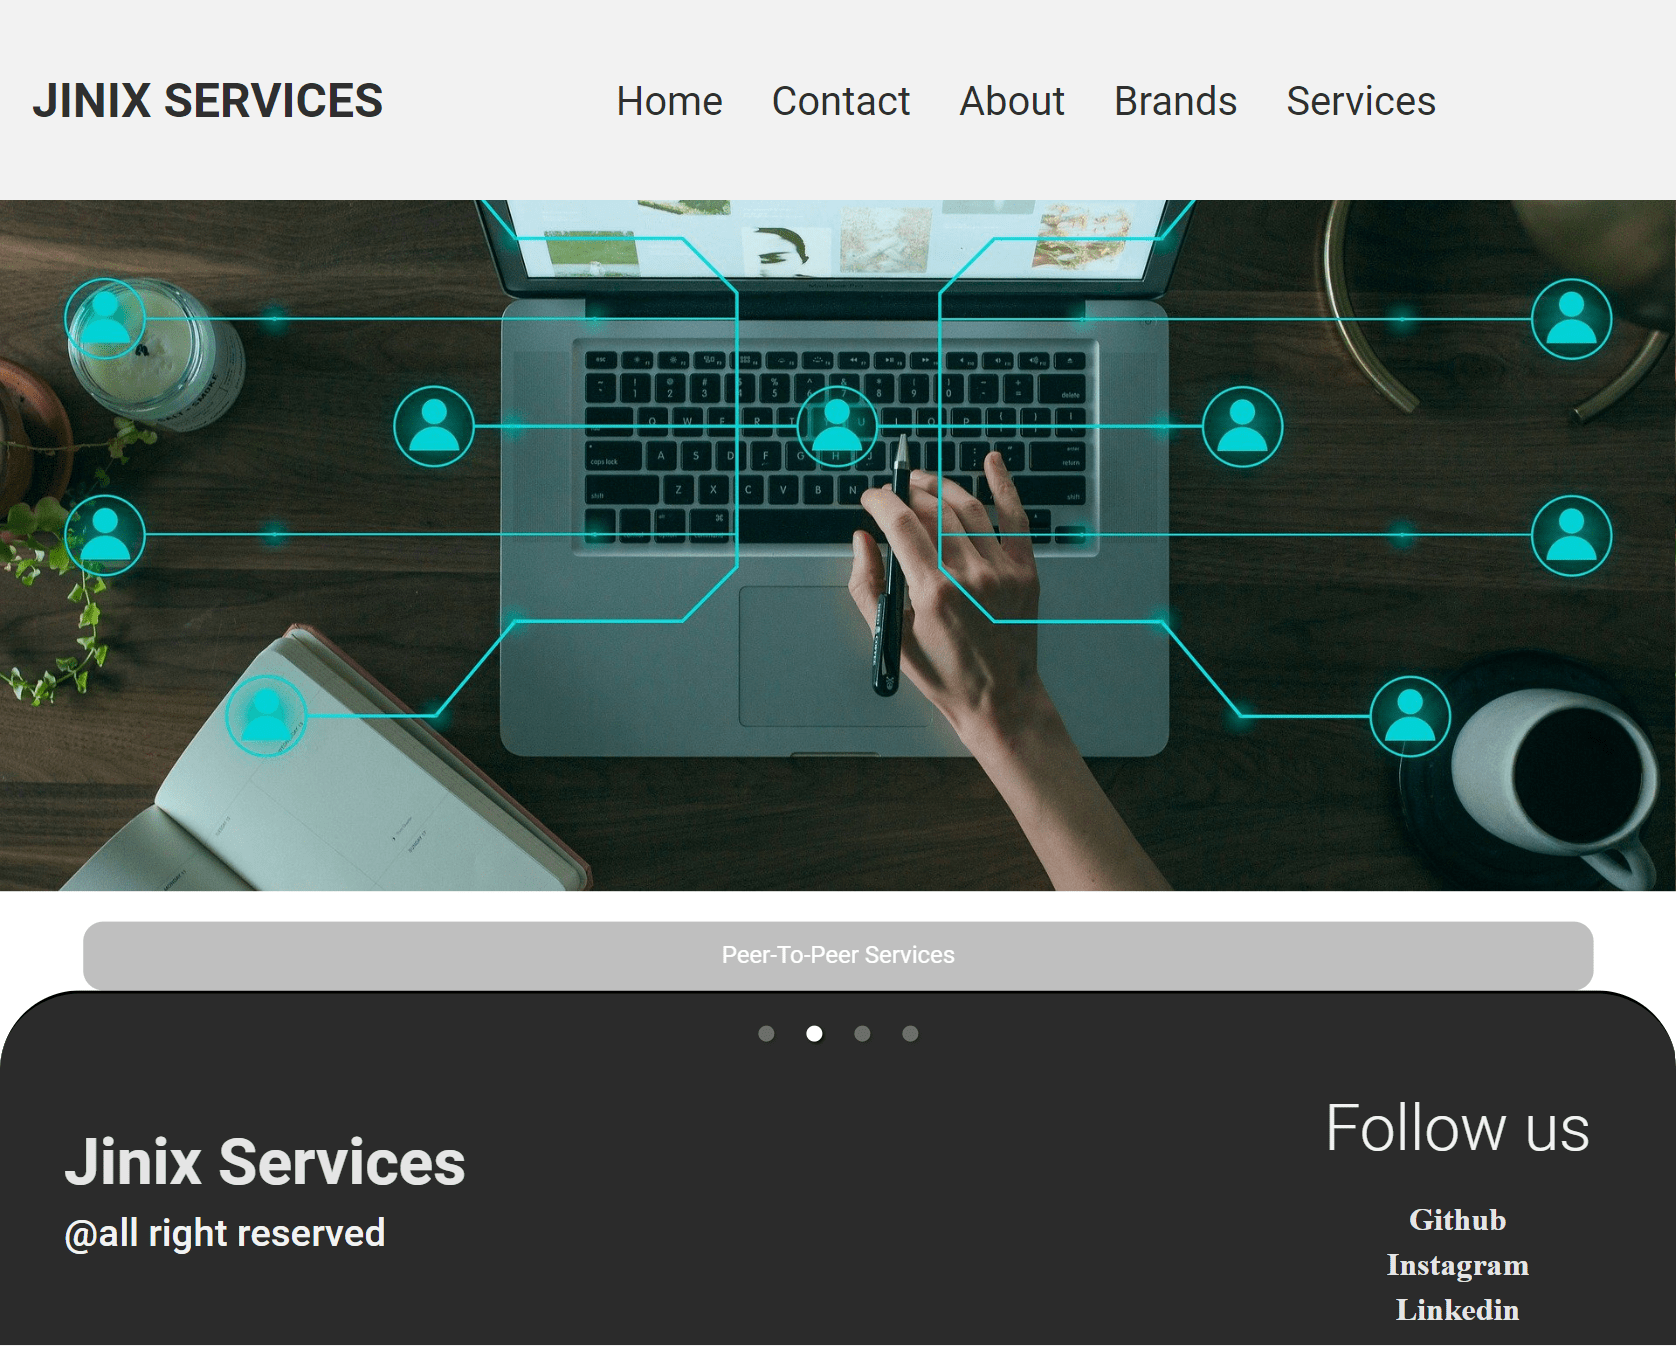 JINIX SERVICES
Home Contact About Brands Services
Peer-To-Peer Services
Jinix Services
@all right reserved
Follow us
Github
Instagram
Linkedin